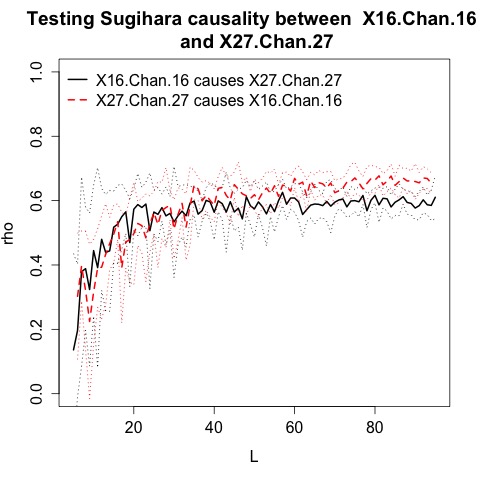 Testing Sugihara causality between X16.Chan.16
and X27.Chan.27
X16.Chan.16 causes X27.Chan.27
X27.Chan.27 causes X16.Chan.16
rho
1.0
0.8
0.6
0.4
0.2
0.0
20 40 60 80
L